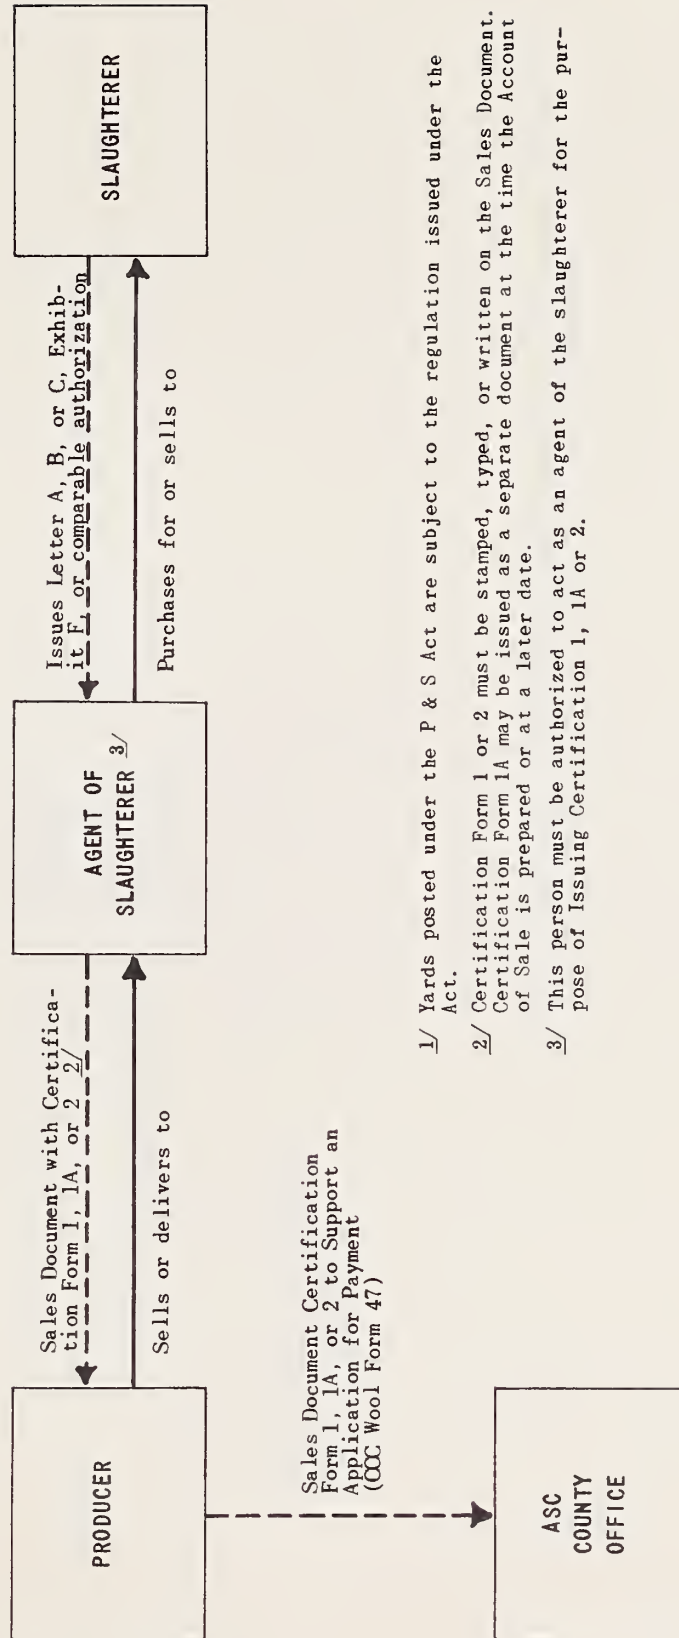 PRODUCER
Sales Document with Certifica-
tion Form 1, 1A, or 2 2/
Sells or delivers to
AGENT OF
SLAUGHTERER 3/
Issues Letter A, B, or C, Exhib-
it F, or comparable authorization
Purchases for or sells to
SLAUGHTERER
Sales Document Certification
Form 1, 1A, or 2 to Support an
Application for Payment
(CCC Wool Form 47)
ASC
COUNTY
OFFICE
1/ Yards posted under the P & S Act are subject to the regulation issued under the
Act.
2/ Certification Form 1 or 2 must be stamped, typed, or written on the Sales Document.
Certification Form 1A may be issued as a separate document at the time the Account
of Sale is prepared or at a later date.
3/ This person must be authorized to act as an agent of the slaughterer for the pur-
pose of Issuing Certification 1, 1A or 2.